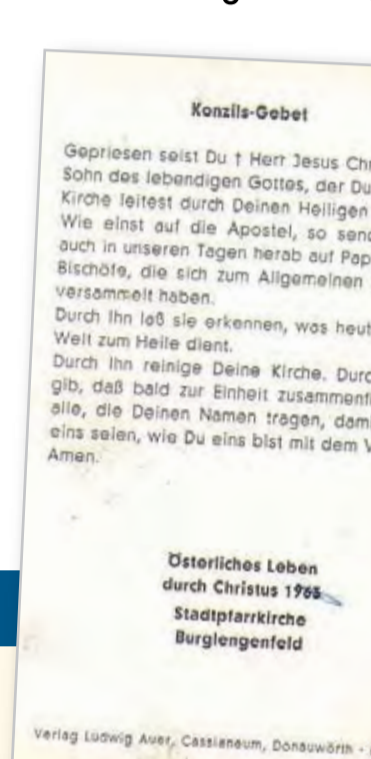 Konzils-Gebet
Gepriesen seist Du † Herr Jesus Chr
Sohn des lebendigen Gottes, der Du
Kirche leitest durch Deinen Heiligen
Wie einst auf die Apostel, so send
auch in unseren Tagen herab auf Pap
Bischöfe, die sich zum Allgemeinen
versammelt haben.
Durch Ihn laß sie erkennen, was heut
Welt zum Heile dient.
Durch Ihn reinige Deine Kirche. Durc
gib, daß bald zur Einheit zusammenfi
alle, die Deinen Namen tragen, dami
eins seien, wie Du eins bist mit dem V
Amen.
Österliches Leben
durch Christus 1965
Stadtpfarrkirche
Burglengenfeld
Verlag Ludwig Auer, Cassianeum, Donauwörth -